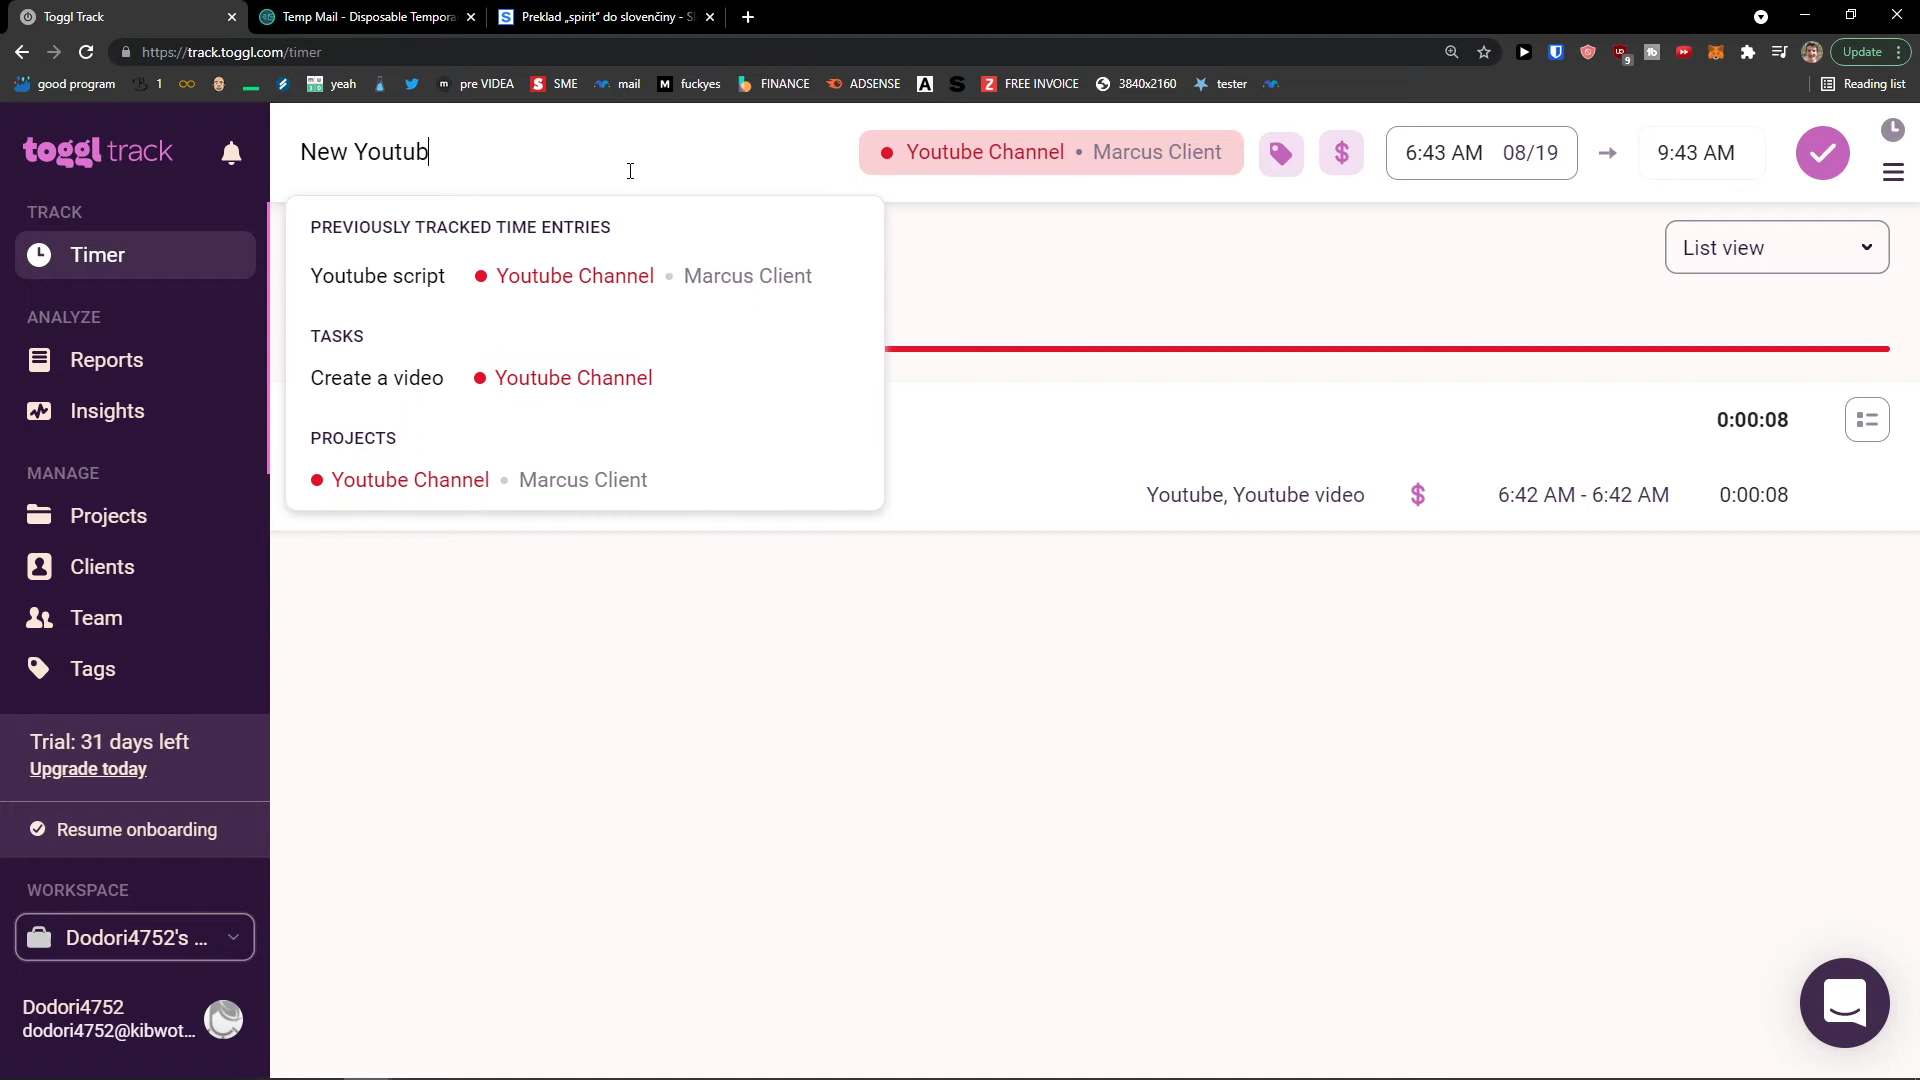 Toggl Track
Temp Mail - Disposable Tempora
Preklad „spirit“ do slovenčiny - Sl
https://track.toggl.com/timer
Update
good program
1
yeah
pre VIDEA
SME
mail
fuckyes
FINANCE
ADSENSE
FREE INVOICE
3840x2160
tester
Reading list
toggl track
New Youtub
Youtube Channel • Marcus Client
$
6:43 AM 08/19
9:43 AM
TRACK
Timer
ANALYZE
Reports
Insights
MANAGE
Projects
Clients
Team
Tags
Trial: 31 days left
Upgrade today
Resume onboarding
WORKSPACE
Dodori4752's ...
Dodori4752
dodori4752@kibwot...
PREVIOUSLY TRACKED TIME ENTRIES
Youtube script Youtube Channel • Marcus Client
TASKS
Create a video Youtube Channel
PROJECTS
Youtube Channel • Marcus Client
List view
0:00:08
Youtube, Youtube video $ 6:42 AM - 6:42 AM 0:00:08